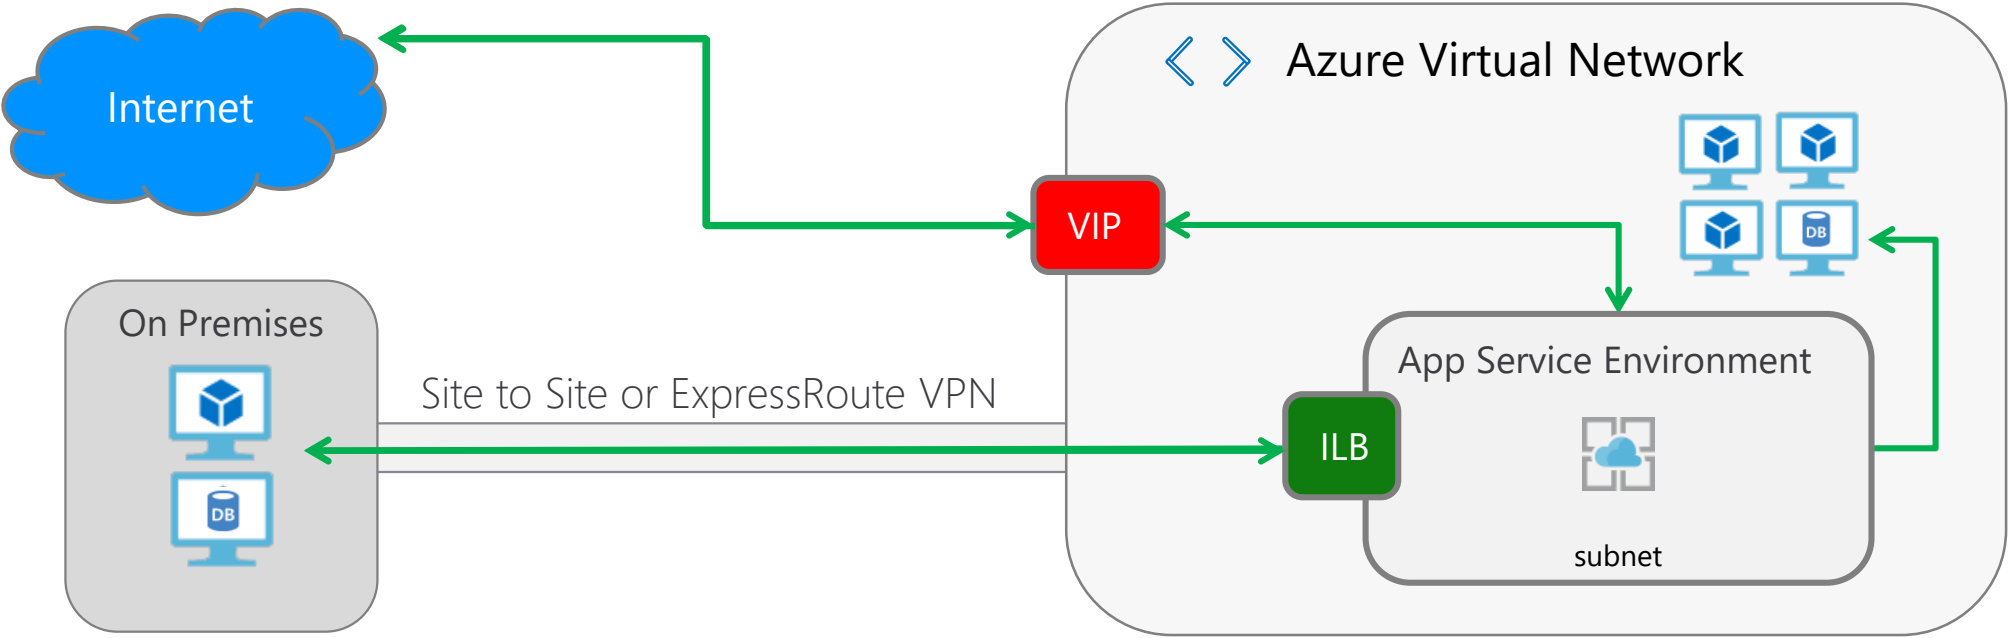 Internet
Azure Virtual Network
VIP
DB
On Premises
Site to Site or ExpressRoute VPN
App Service Environment
ILB
DB
subnet